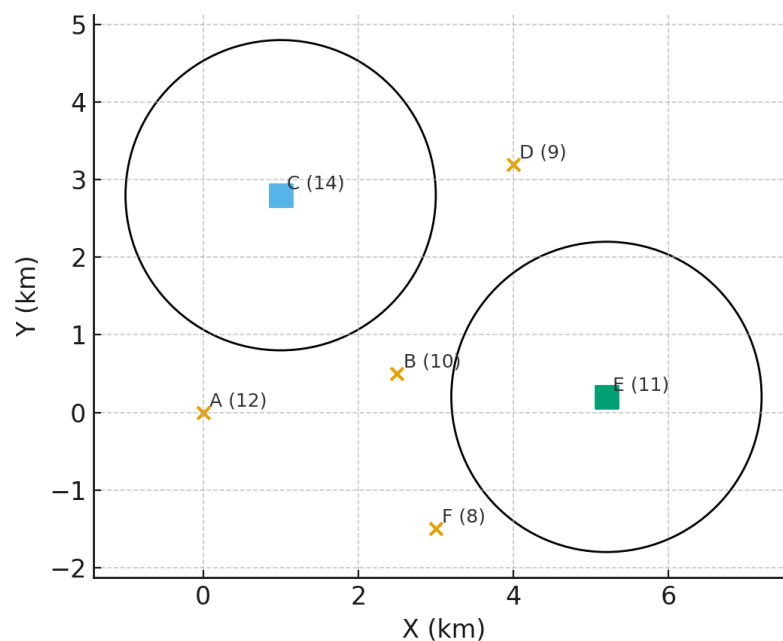 5
4
3
2
1
0
−1
−2
Y (km)
D (9)
C (14)
B (10)
E (11)
A (12)
F (8)
0 2 4 6
X (km)